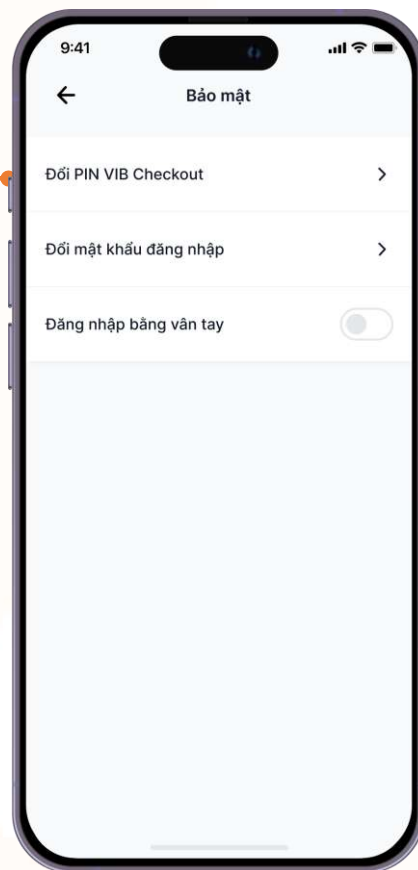 9:41
Bảo mật
Đổi PIN VIB Checkout
Đổi mật khẩu đăng nhập
Đăng nhập bằng vân tay